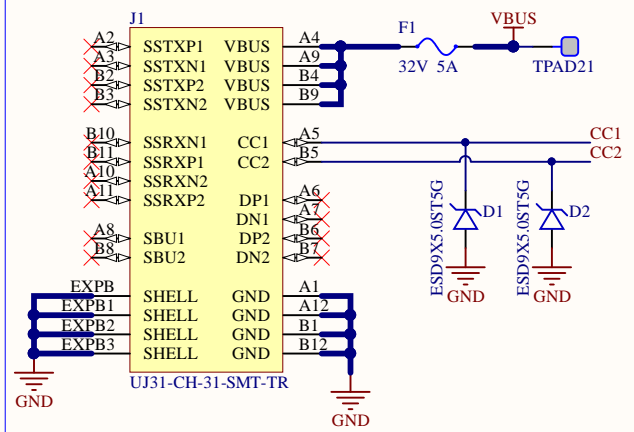 J1
A2 SSTXP1 VBUS A4
A3 SSTXN1 VBUS A9
B2 SSTXP2 VBUS B4
B3 SSTXN2 VBUS B9
F1
32V 5A
VBUS
TPAD21
B10 SSRXN1 CC1 A5
B11 SSRXP1 CC2 B5
A10 SSRXN2
A11 SSRXP2 DP1 A6
DN1 A7
A8 SBU1 DP2 B6
B8 SBU2 DN2 B7
CC1
CC2
ESD9X5.0ST5G
D1
GND
ESD9X5.0ST5G
D2
GND
EXPB SHELL GND A1
EXPB1 SHELL GND A12
EXPB2 SHELL GND B1
EXPB3 SHELL GND B12
UJ31-CH-31-SMT-TR
GND
GND